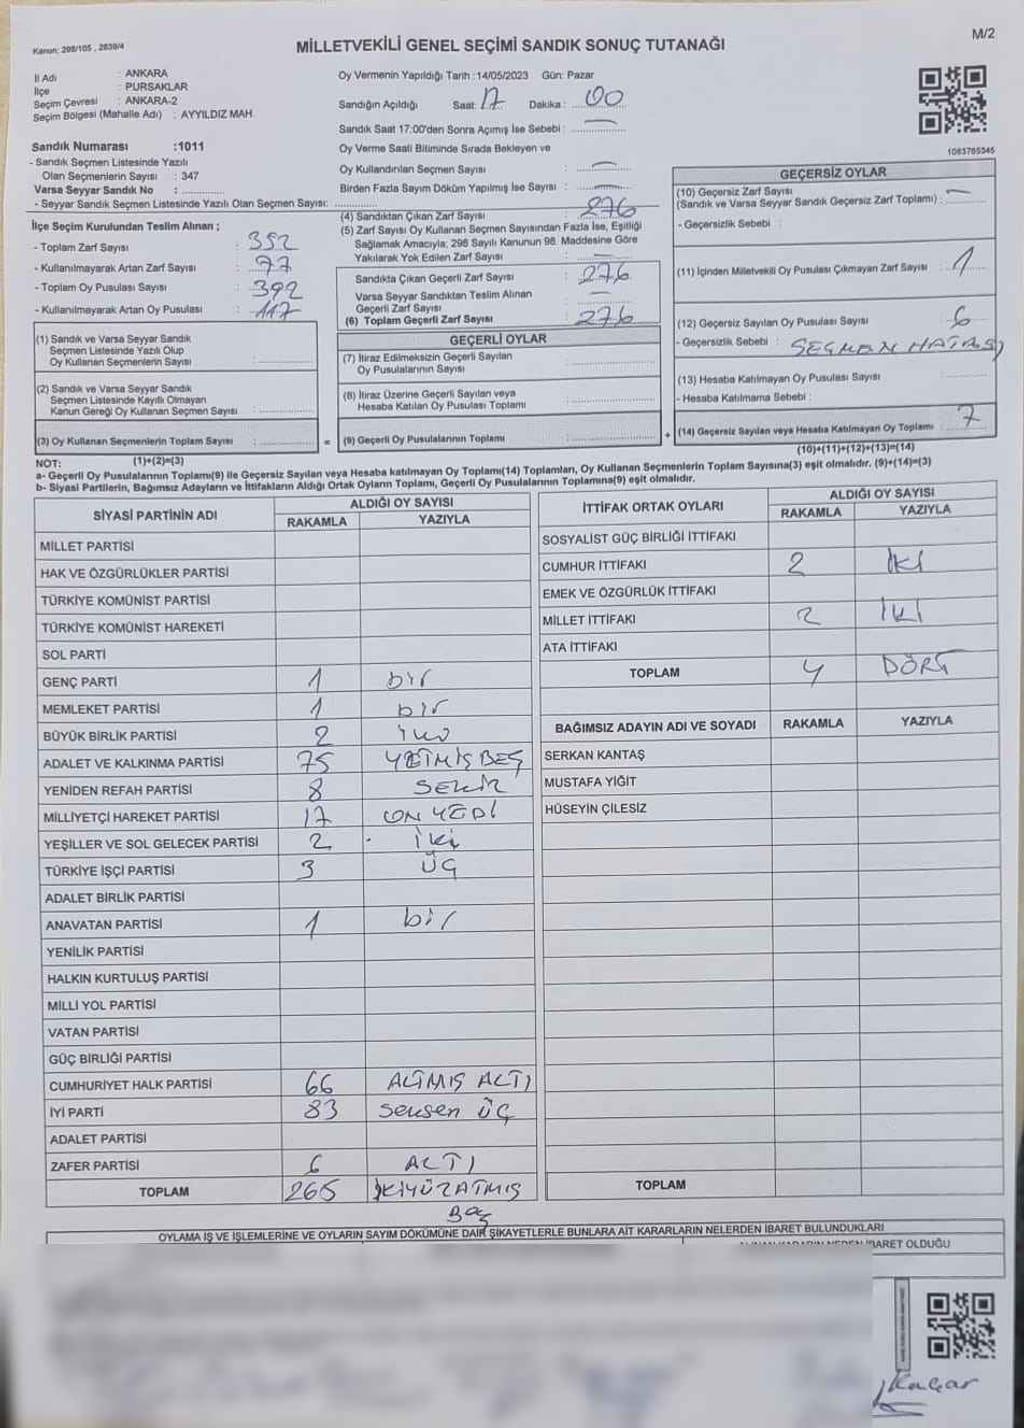 M/2
Kanun: 298/105 , 2839/4
MİLLETVEKİLİ GENEL SEÇİMİ SANDIK SONUÇ TUTANAĞI
İl Adı : ANKARA
İlçe : PURSAKLAR
Seçim Çevresi : ANKARA-2
Seçim Bölgesi (Mahalle Adı) : AYYILDIZ MAH
Oy Vermenin Yapıldığı Tarih : 14/05/2023 Gün: Pazar
Sandığın Açıldığı Saat: 17 Dakika : 00
Sandık Saat 17:00'den Sonra Açımış İse Sebebi :
Sandık Numarası :1011
- Sandık Seçmen Listesinde Yazılı
Olan Seçmenlerin Sayısı : 347
Varsa Seyyar Sandık No :
- Seyyar Sandık Seçmen Listesinde Yazılı Olan Seçmen Sayısı:
Oy Verme Saati Bitiminde Sırada Bekleyen ve
Oy Kullandırılan Seçmen Sayısı :
Birden Fazla Sayım Döküm Yapılmış İse Sayısı :
1063765345
İlçe Seçim Kurulundan Teslim Alınan ;
- Toplam Zarf Sayısı : 352
- Kullanılmayarak Artan Zarf Sayısı : 77
- Toplam Oy Pusulası Sayısı : 392
- Kullanılmayarak Artan Oy Pusulası : 117
(4) Sandıktan Çıkan Zarf Sayısı : 276
(5) Zarf Sayısı Oy Kullanan Seçmen Sayısından Fazla İse, Eşitliği
Sağlamak Amacıyla; 298 Sayılı Kanunun 98. Maddesine Göre
Yakılarak Yok Edilen Zarf Sayısı :
Sandıkta Çıkan Geçerli Zarf Sayısı : 276
Varsa Seyyar Sandıktan Teslim Alınan
Geçerli Zarf Sayısı :
(6) Toplam Geçerli Zarf Sayısı : 276
GEÇERSİZ OYLAR
(10) Geçersiz Zarf Sayısı
(Sandık ve Varsa Seyyar Sandık Geçersiz Zarf Toplamı) :
- Geçersizlik Sebebi :
(11) İçinden Milletvekili Oy Pusulası Çıkmayan Zarf Sayısı : 1
(12) Geçersiz Sayılan Oy Pusulası Sayısı : 6
- Geçersizlik Sebebi : SEÇMEN HATASI
(13) Hesaba Katılmayan Oy Pusulası Sayısı
- Hesaba Katılmama Sebebi :
(14) Geçersiz Sayılan veya Hesaba Katılmayan Oy Toplamı : 7
(10)+(11)+(12)+(13)=(14)
(1) Sandık ve Varsa Seyyar Sandık
Seçmen Listesinde Yazılı Olup
Oy Kullanan Seçmenlerin Sayısı :
(2) Sandık ve Varsa Seyyar Sandık
Seçmen Listesinde Kayıtlı Olmayan
Kanun Gereği Oy Kullanan Seçmen Sayısı :
(3) Oy Kullanan Seçmenlerin Toplam Sayısı :
(1)+(2)=(3)
GEÇERLİ OYLAR
(7) İtiraz Edilmeksizin Geçerli Sayılan
Oy Pusulalarının Sayısı :
(8) İtiraz Üzerine Geçerli Sayılan veya
Hesaba Katılan Oy Pusulası Toplamı :
= (9) Geçerli Oy Pusulalarının Toplamı : +
NOT:
a- Geçerli Oy Pusulalarının Toplamı(9) ile Geçersiz Sayılan veya Hesaba katılmayan Oy Toplamı(14) Toplamları, Oy Kullanan Seçmenlerin Toplam Sayısına(3) eşit olmalıdır. (9)+(14)=(3)
b- Siyasi Partilerin, Bağımsız Adayların ve İttifakların Aldığı Ortak Oyların Toplamı, Geçerli Oy Pusulalarının Toplamına(9) eşit olmalıdır.
SİYASİ PARTİNİN ADI ALDIĞI OY SAYISI
RAKAMLA YAZIYLA
MİLLET PARTİSİ
HAK VE ÖZGÜRLÜKLER PARTİSİ
TÜRKİYE KOMÜNİST PARTİSİ
TÜRKİYE KOMÜNİST HAREKETİ
SOL PARTİ
GENÇ PARTİ 1 bir
MEMLEKET PARTİSİ 1 bir
BÜYÜK BİRLİK PARTİSİ 2 iki
ADALET VE KALKINMA PARTİSİ 75 YETMİŞ BEŞ
YENİDEN REFAH PARTİSİ 8 SEKİZ
MİLLİYETÇİ HAREKET PARTİSİ 17 ON YEDİ
YEŞİLLER VE SOL GELECEK PARTİSİ 2 iki
TÜRKİYE İŞÇİ PARTİSİ 3 ÜÇ
ADALET BİRLİK PARTİSİ
ANAVATAN PARTİSİ 1 bir
YENİLİK PARTİSİ
HALKIN KURTULUŞ PARTİSİ
MİLLİ YOL PARTİSİ
VATAN PARTİSİ
GÜÇ BİRLİĞİ PARTİSİ
CUMHURİYET HALK PARTİSİ 66 ALTMIŞ ALTI
İYİ PARTİ 83 Seksen ÜÇ
ADALET PARTİSİ
ZAFER PARTİSİ 6 ALTI
TOPLAM 265 İKİYÜZATMIŞ
BEŞ
İTTİFAK ORTAK OYLARI ALDIĞI OY SAYISI
RAKAMLA YAZIYLA
SOSYALİST GÜÇ BİRLİĞİ İTTİFAKI
CUMHUR İTTİFAKI 2 İKİ
EMEK VE ÖZGÜRLÜK İTTİFAKI
MİLLET İTTİFAKI 2 İKİ
ATA İTTİFAKI
TOPLAM 4 DÖRT
BAĞIMSIZ ADAYIN ADI VE SOYADI RAKAMLA YAZIYLA
SERKAN KANTAŞ
MUSTAFA YİĞİT
HÜSEYİN ÇİLESİZ
TOPLAM
OYLAMA İŞ VE İŞLEMLERİNE VE OYLARIN SAYIM DÖKÜMÜNE DAİR ŞİKAYETLERLE BUNLARA AİT KARARLARIN NELERDEN İBARET BULUNDUKLARI
İBARET OLDUĞU